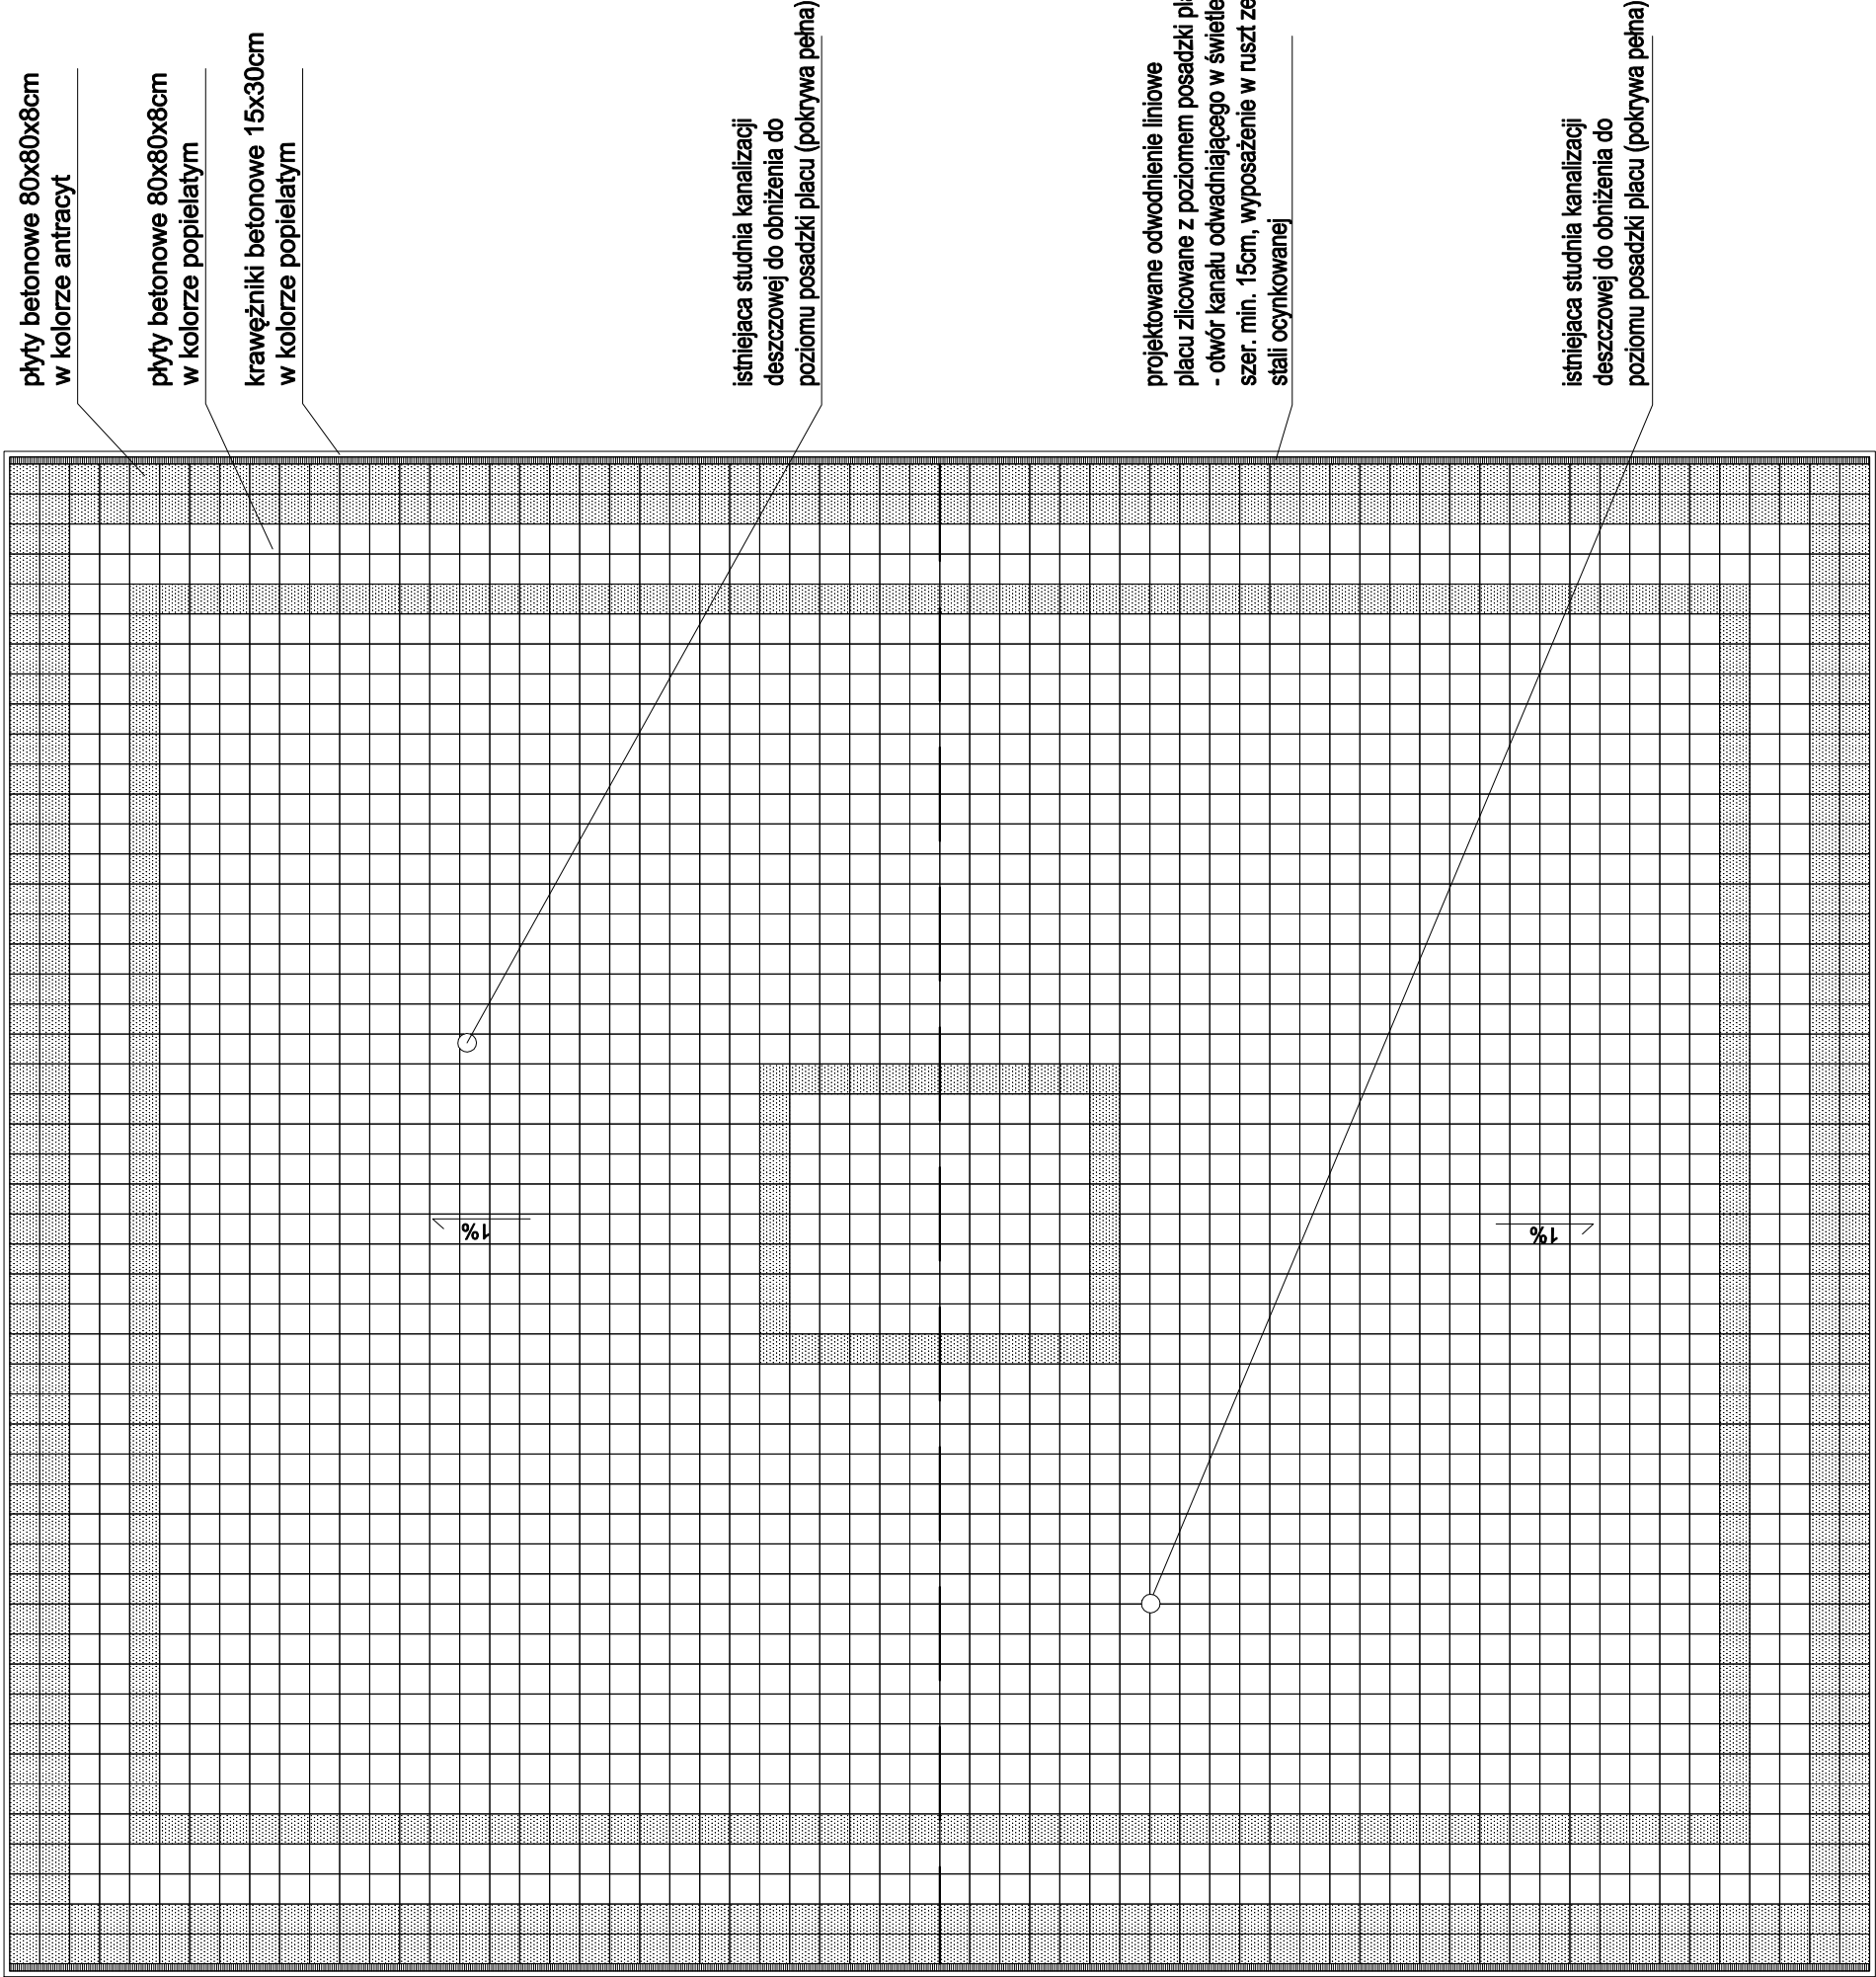 płyty betonowe 80x80x8cm
w kolorze antracyt
płyty betonowe 80x80x8cm
w kolorze popielatym
krawężniki betonowe 15x30cm
w kolorze popielatym
istniejaca studnia kanalizacji
deszczowej do obniżenia do
poziomu posadzki placu (pokrywa pełna)
projektowane odwodnienie liniowe
placu zlicowane z poziomem posadzki
- otwór kanału odwadniającego w świetle
szer. min. 15cm, wyposażenie w ruszt ze
stali ocynkowanej
istniejaca studnia kanalizacji
deszczowej do obniżenia do
poziomu posadzki placu (pokrywa pełna)
1%
1%